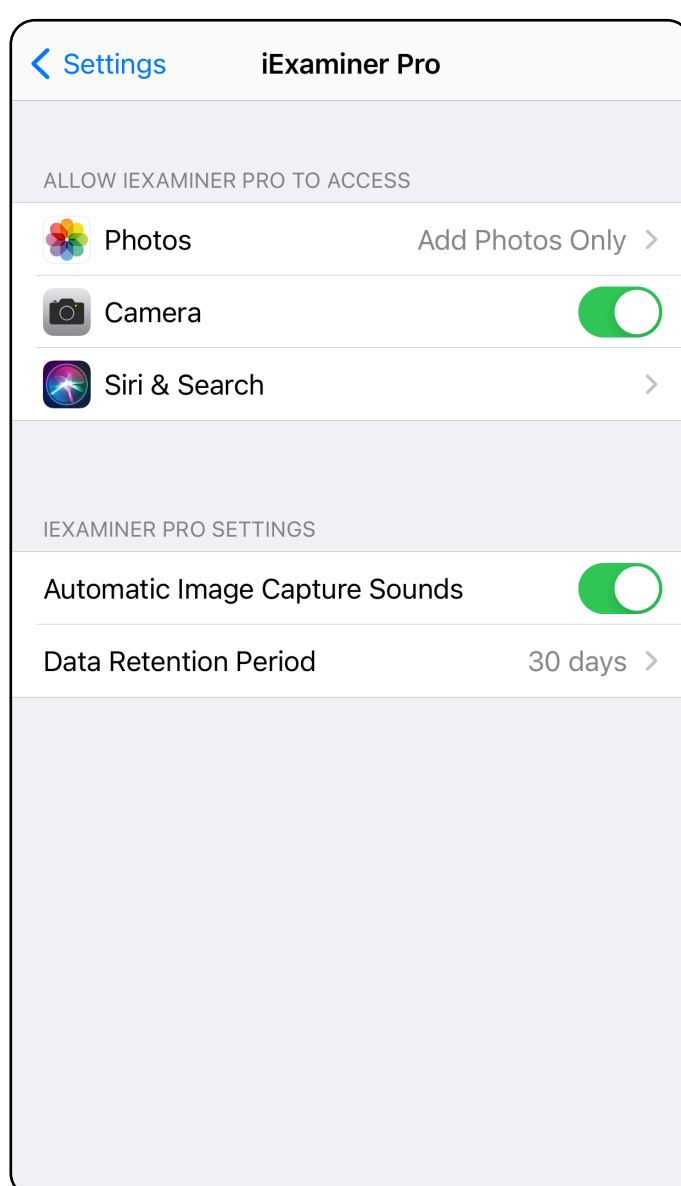 Settings iExaminer Pro
ALLOW IEXAMINER PRO TO ACCESS
Photos Add Photos Only
Camera
Siri & Search
IEXAMINER PRO SETTINGS
Automatic Image Capture Sounds
Data Retention Period 30 days